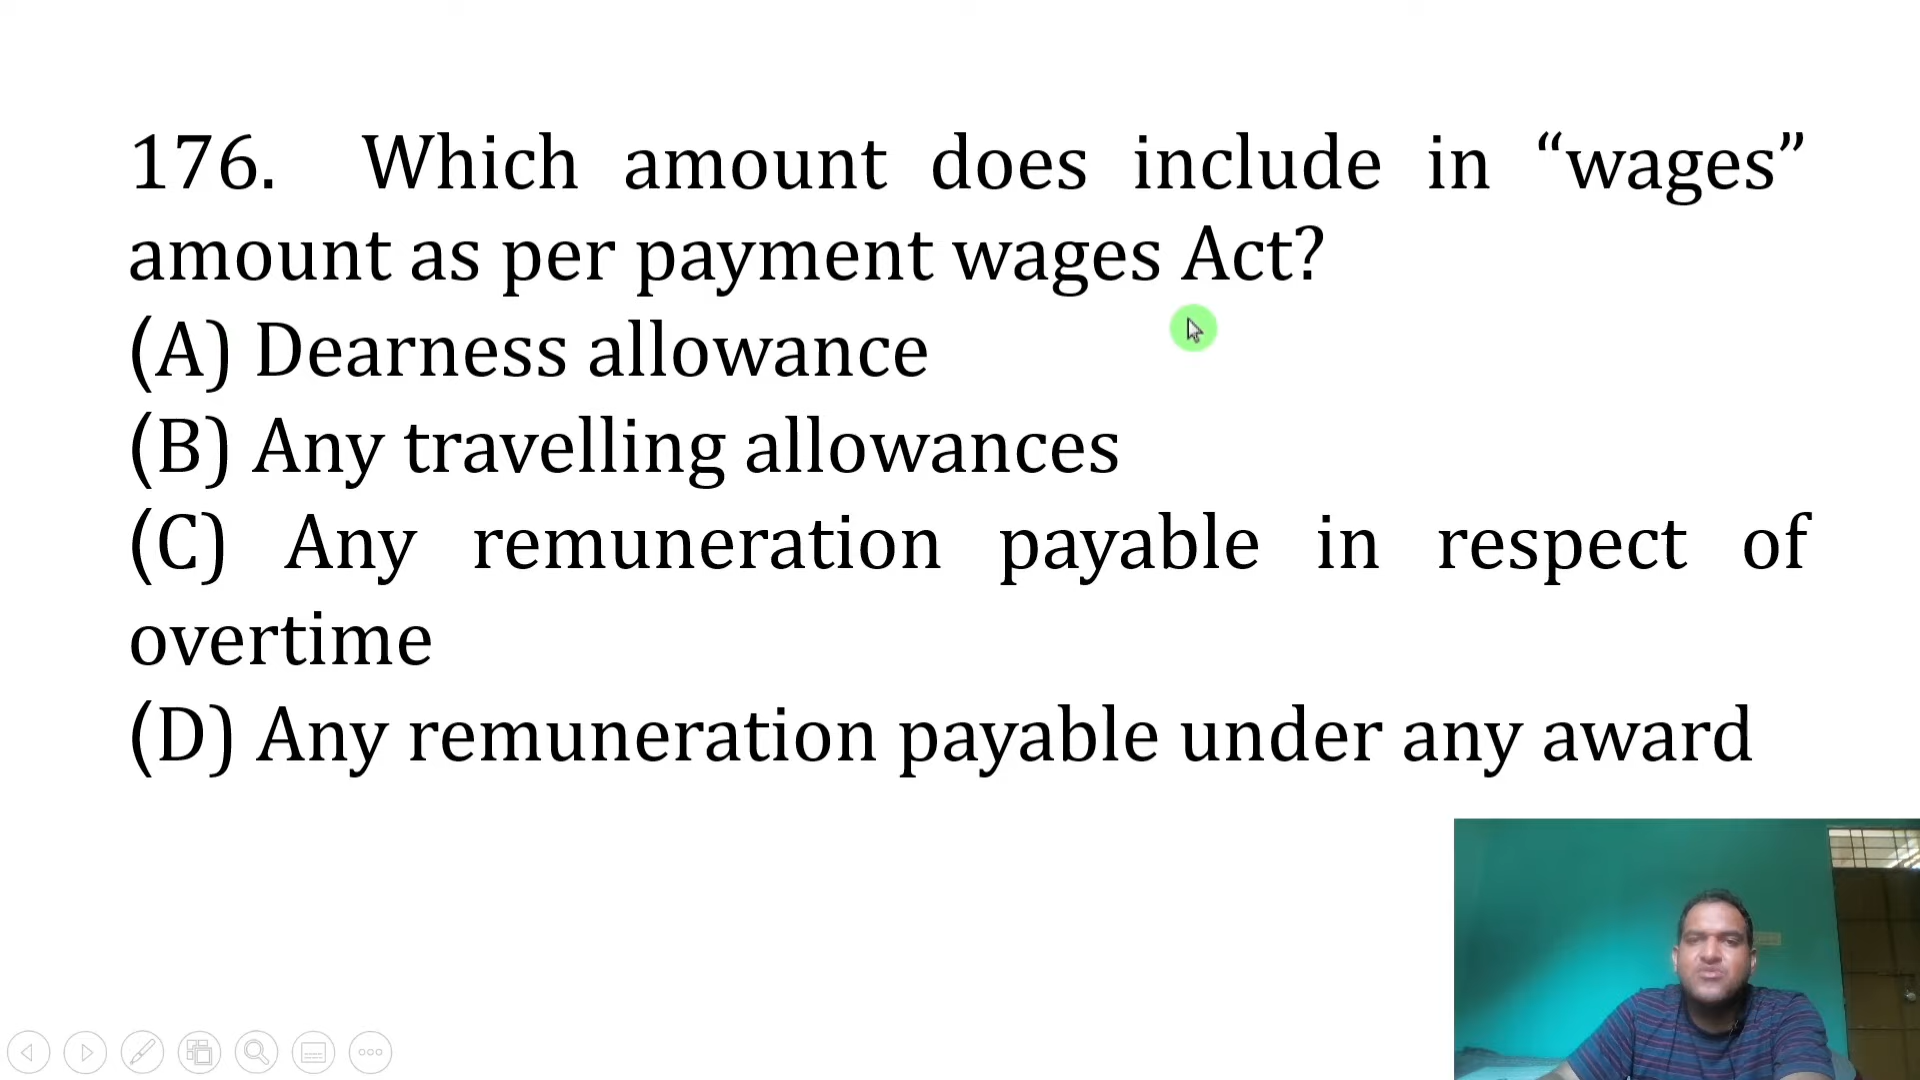 176. Which amount does include in “wages”
amount as per payment wages Act?
(A) Dearness allowance
(B) Any travelling allowances
(C) Any remuneration payable in respect of
overtime
(D) Any remuneration payable under any award